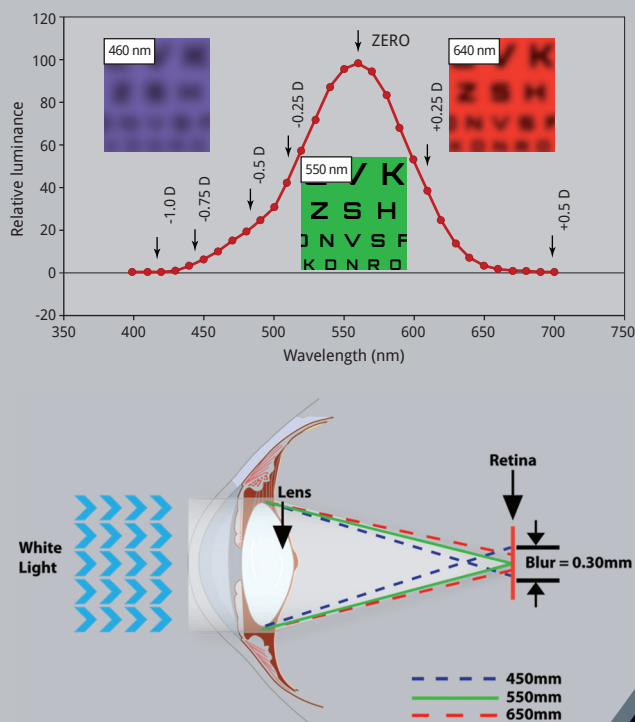 120
100
80
60
40
20
0
-20
Relative luminance
350
400
450
500
550
600
650
700
750
Wavelength (nm)
-1.0 D
-0.75 D
-0.5 D
-0.25 D
ZERO
+0.25 D
+0.5 D
460 nm
V K
Z S H
O N V S F
550 nm
V K
Z S H
N V S F
K D N R O
640 nm
V K
Z S H
N V S F
Retina
Lens
White
Light
Blur = 0.30mm
450mm
550mm
650mm